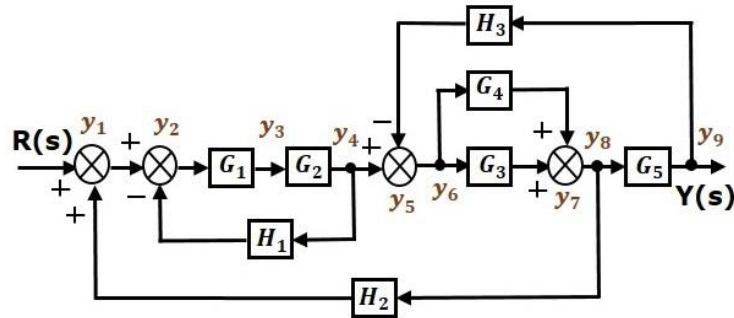 H₃
−
G₄
y₁ + y₂ y₃ y₄ + + y₈ y₉
R(s) G₁ G₂ G₃ G₅
+ − y₅ y₆ + y₇ Y(s)
+
H₁
H₂